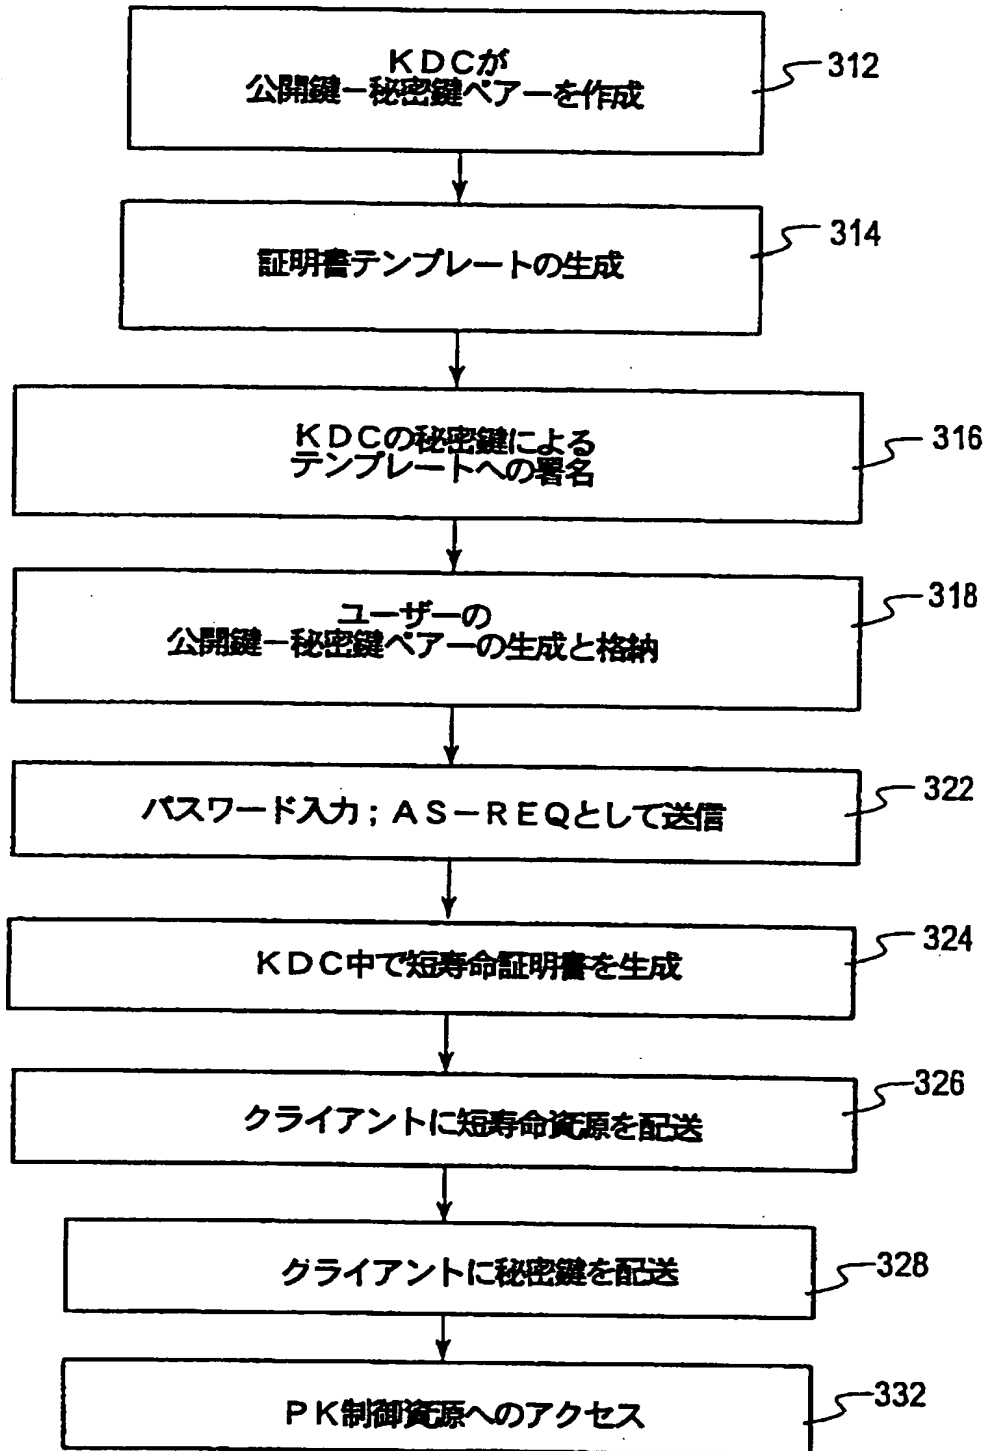 KDCが
公開鍵－秘密鍵ペアーを作成
312
証明書テンプレートの生成
314
KDCの秘密鍵による
テンプレートへの署名
316
ユーザーの
公開鍵－秘密鍵ペアーの生成と格納
318
パスワード入力；AS－REQとして送信
322
KDC中で短寿命証明書を生成
324
クライアントに短寿命資源を配送
326
クライアントに秘密鍵を配送
328
PK制御資源へのアクセス
332